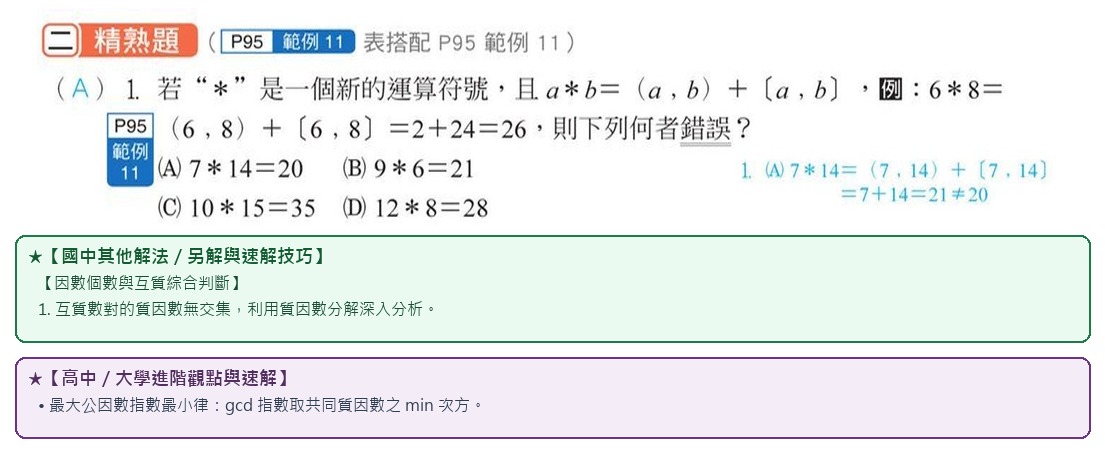 二 精熟題 ( P95 範例 11 表搭配 P95 範例 11 )
( A ) 1. 若“*”是一個新的運算符號，且 a*b=(a , b)+〔a , b〕，例：6*8=
P95 範例 11
(6 , 8)+〔6 , 8〕=2+24=26，則下列何者錯誤？
(A) 7*14=20 (B) 9*6=21
(C) 10*15=35 (D) 12*8=28
1. (A) 7*14=(7 , 14)+〔7 , 14〕
=7+14=21≠20
★【國中其他解法 / 另解與速解技巧】
【因數個數與互質綜合判斷】
1. 互質數對的質因數無交集，利用質因數分解深入分析。
★【高中 / 大學進階觀點與速解】
• 最大公因數指數最小律：gcd 指數取共同質因數之 min 次方。